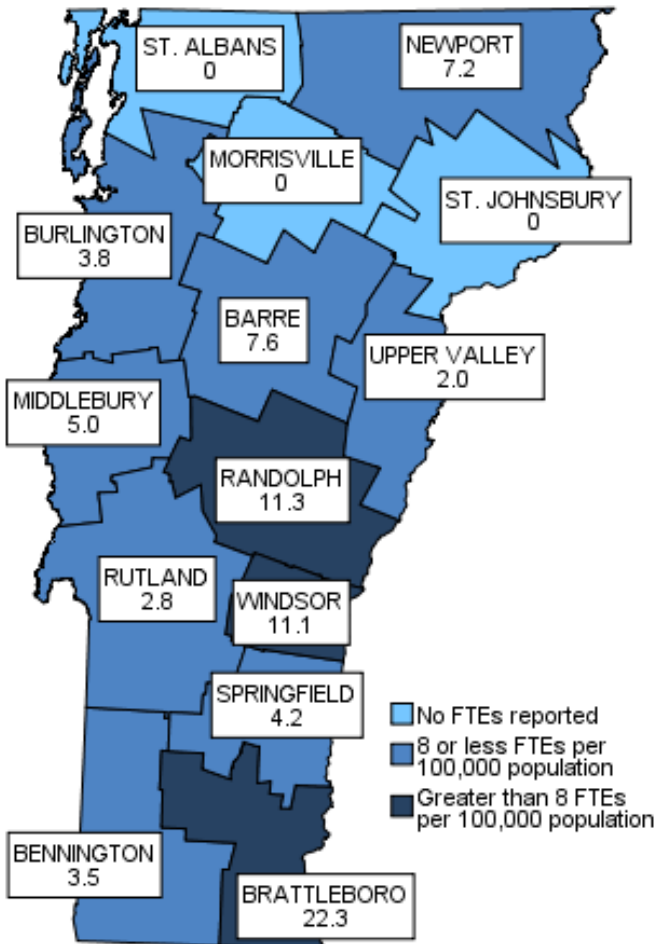 ST. ALBANS
0
NEWPORT
7.2
MORRISVILLE
0
ST. JOHNSBURY
0
BURLINGTON
3.8
BARRE
7.6
UPPER VALLEY
2.0
MIDDLEBURY
5.0
RANDOLPH
11.3
RUTLAND
2.8
WINDSOR
11.1
SPRINGFIELD
4.2
No FTEs reported
8 or less FTEs per
100,000 population
Greater than 8 FTEs
per 100,000 population
BENNINGTON
3.5
BRATTLEBORO
22.3